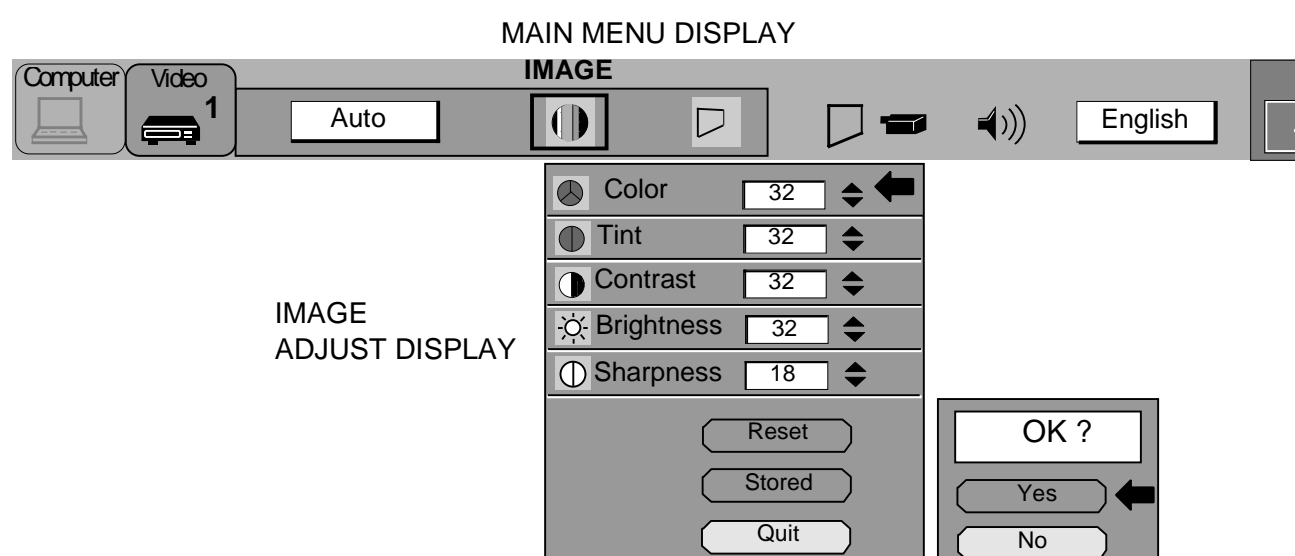 MAIN MENU DISPLAY
IMAGE
Computer
Video
1
Auto
English
Color 32
Tint 32
Contrast 32
Brightness 32
Sharpness 18
IMAGE
ADJUST DISPLAY
Reset
Stored
Quit
OK ?
Yes
No